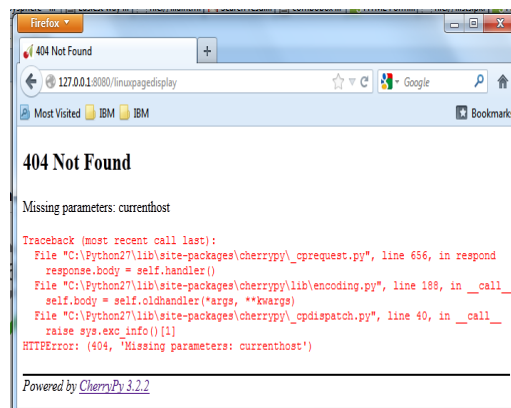 Firefox
404 Not Found
127.0.0.1:8080/linuxpagedisplay
Google
Most Visited IBM IBM
Bookmark
404 Not Found
Missing parameters: currenthost
Traceback (most recent call last):
File "C:\Python27\lib\site-packages\cherrypy\_cprequest.py", line 656, in respond
response.body = self.handler()
File "C:\Python27\lib\site-packages\cherrypy\lib\encoding.py", line 188, in __call__
self.body = self.oldhandler(*args, **kwargs)
File "C:\Python27\lib\site-packages\cherrypy\_cpdispatch.py", line 40, in __call__
raise sys.exc_info()[1]
HTTPError: (404, 'Missing parameters: currenthost')
Powered by CherryPy 3.2.2